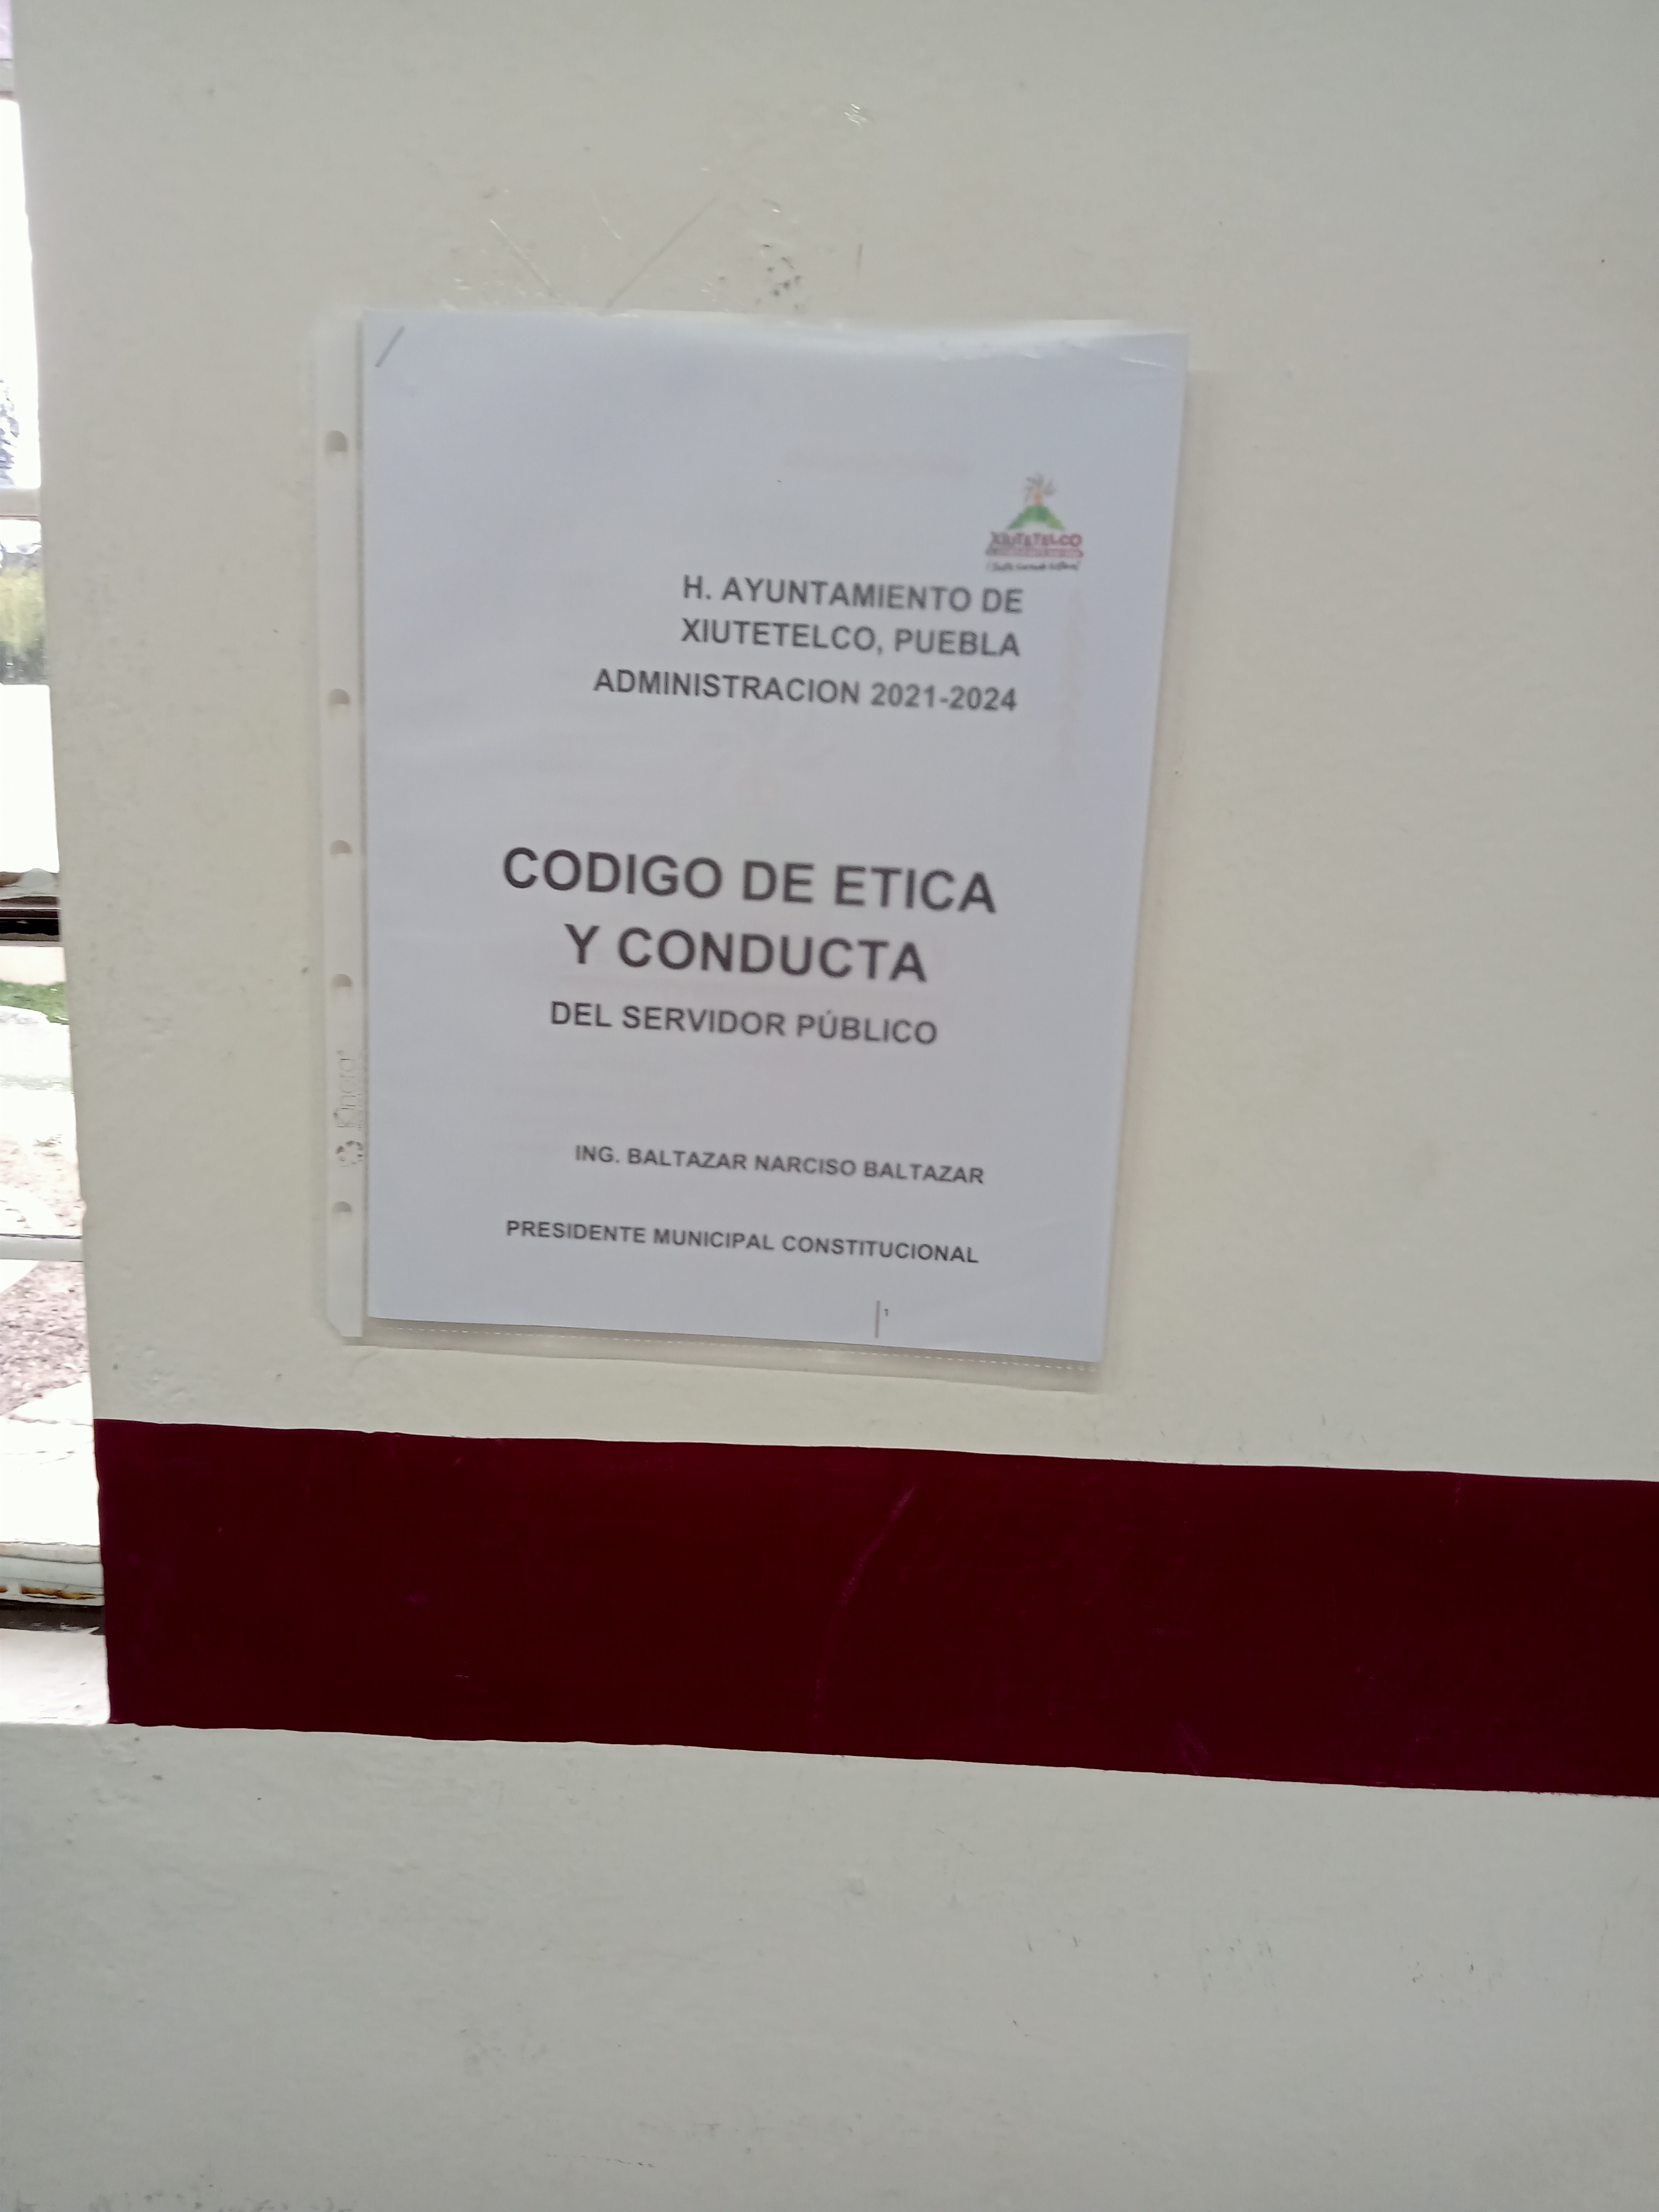 XIUTETELCO
H. AYUNTAMIENTO DE
XIUTETELCO, PUEBLA
ADMINISTRACION 2021-2024
CODIGO DE ETICA
Y CONDUCTA
DEL SERVIDOR PÚBLICO
ING. BALTAZAR NARCISO BALTAZAR
PRESIDENTE MUNICIPAL CONSTITUCIONAL
1